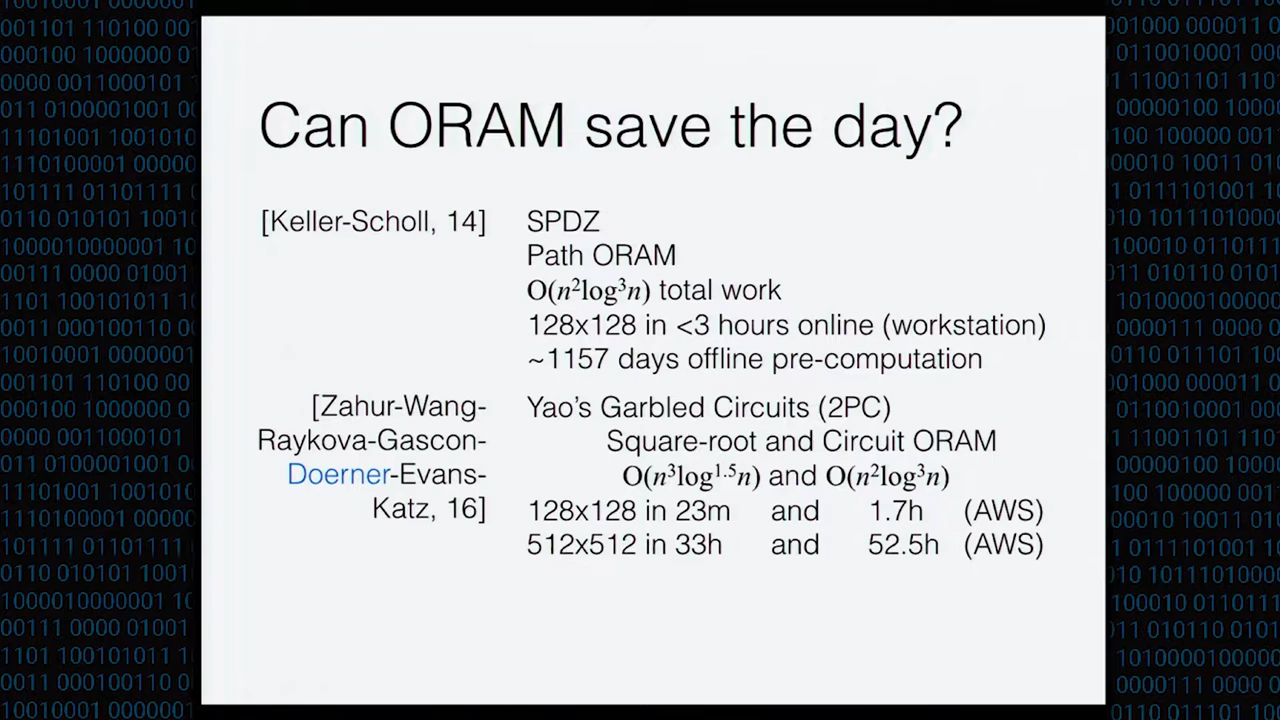 Can ORAM save the day?
[Keller-Scholl, 14] SPDZ
Path ORAM
O(n²log³n) total work
128x128 in <3 hours online (workstation)
~1157 days offline pre-computation
[Zahur-Wang- Yao's Garbled Circuits (2PC)
Raykova-Gascon- Square-root and Circuit ORAM
Doerner-Evans- O(n³log¹·⁵n) and O(n²log³n)
Katz, 16] 128x128 in 23m and 1.7h (AWS)
512x512 in 33h and 52.5h (AWS)